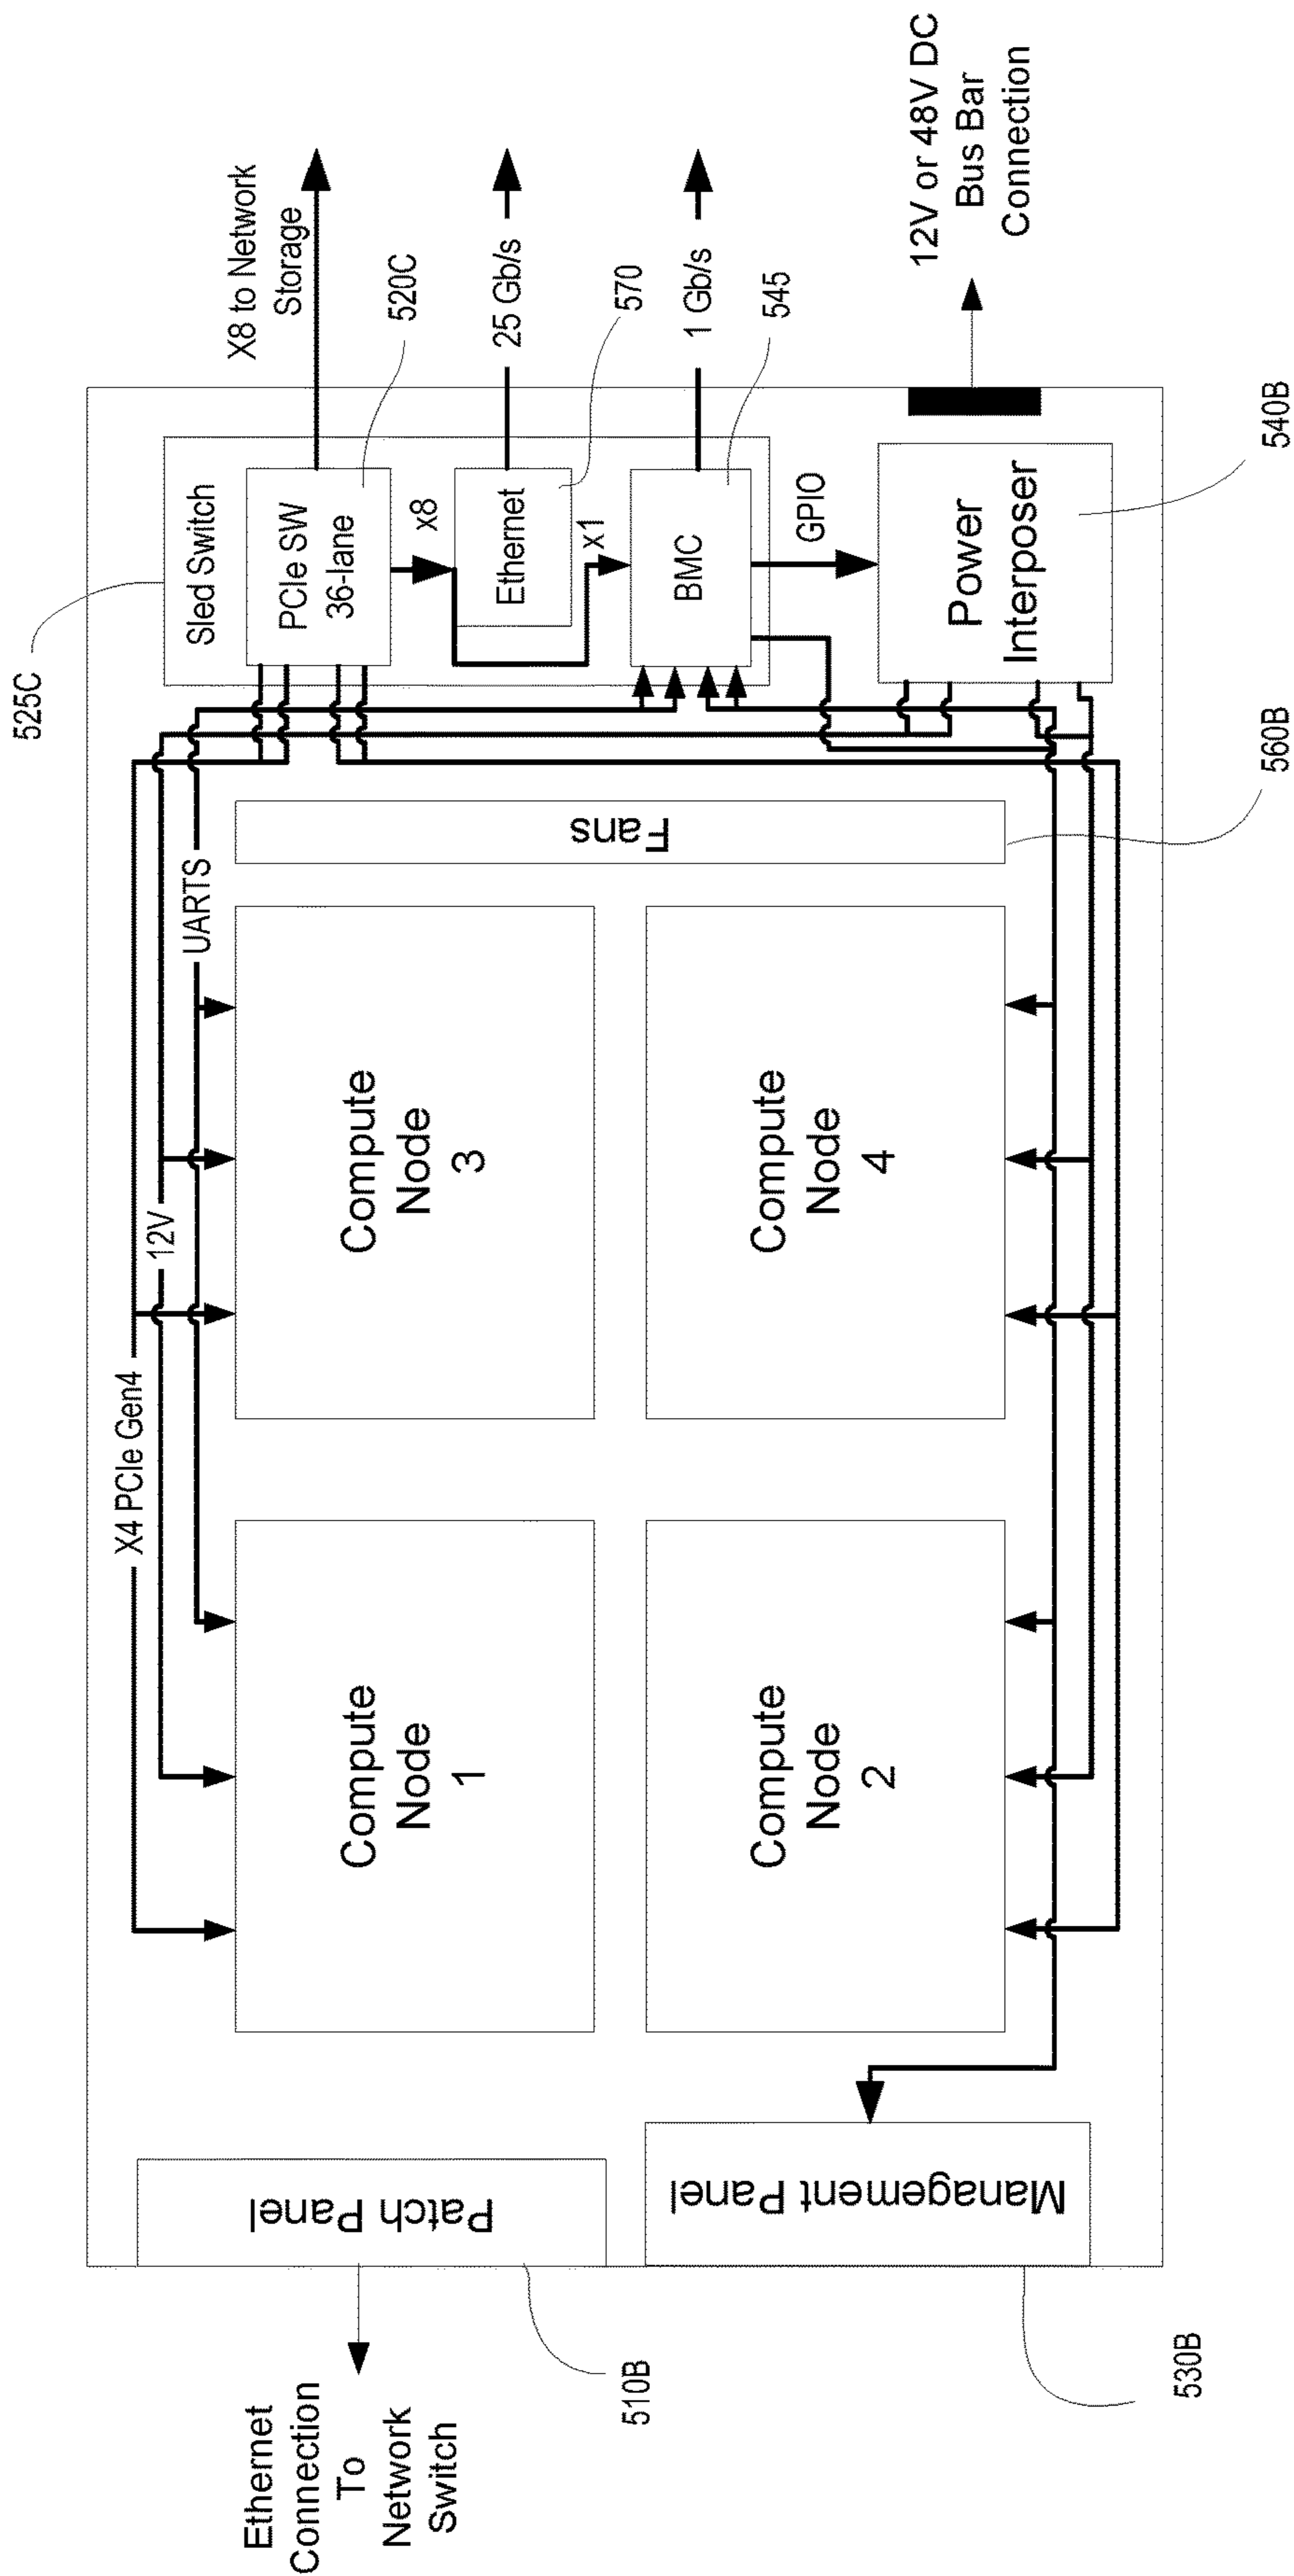 525C
Sled Switch
PCIe SW
36-lane
X8 to Network
Storage
520C
x8
Ethernet
25 Gb/s
570
x1
BMC
1 Gb/s
545
GPIO
Power
Interposer
540B
12V or 48V DC
Bus Bar
Connection
X4 PCIe Gen4
12V
UARTS
Fans
560B
Compute
Node
3
Compute
Node
4
Compute
Node
1
Compute
Node
2
Patch Panel
510B
Management Panel
530B
Ethernet
Connection
To
Network
Switch